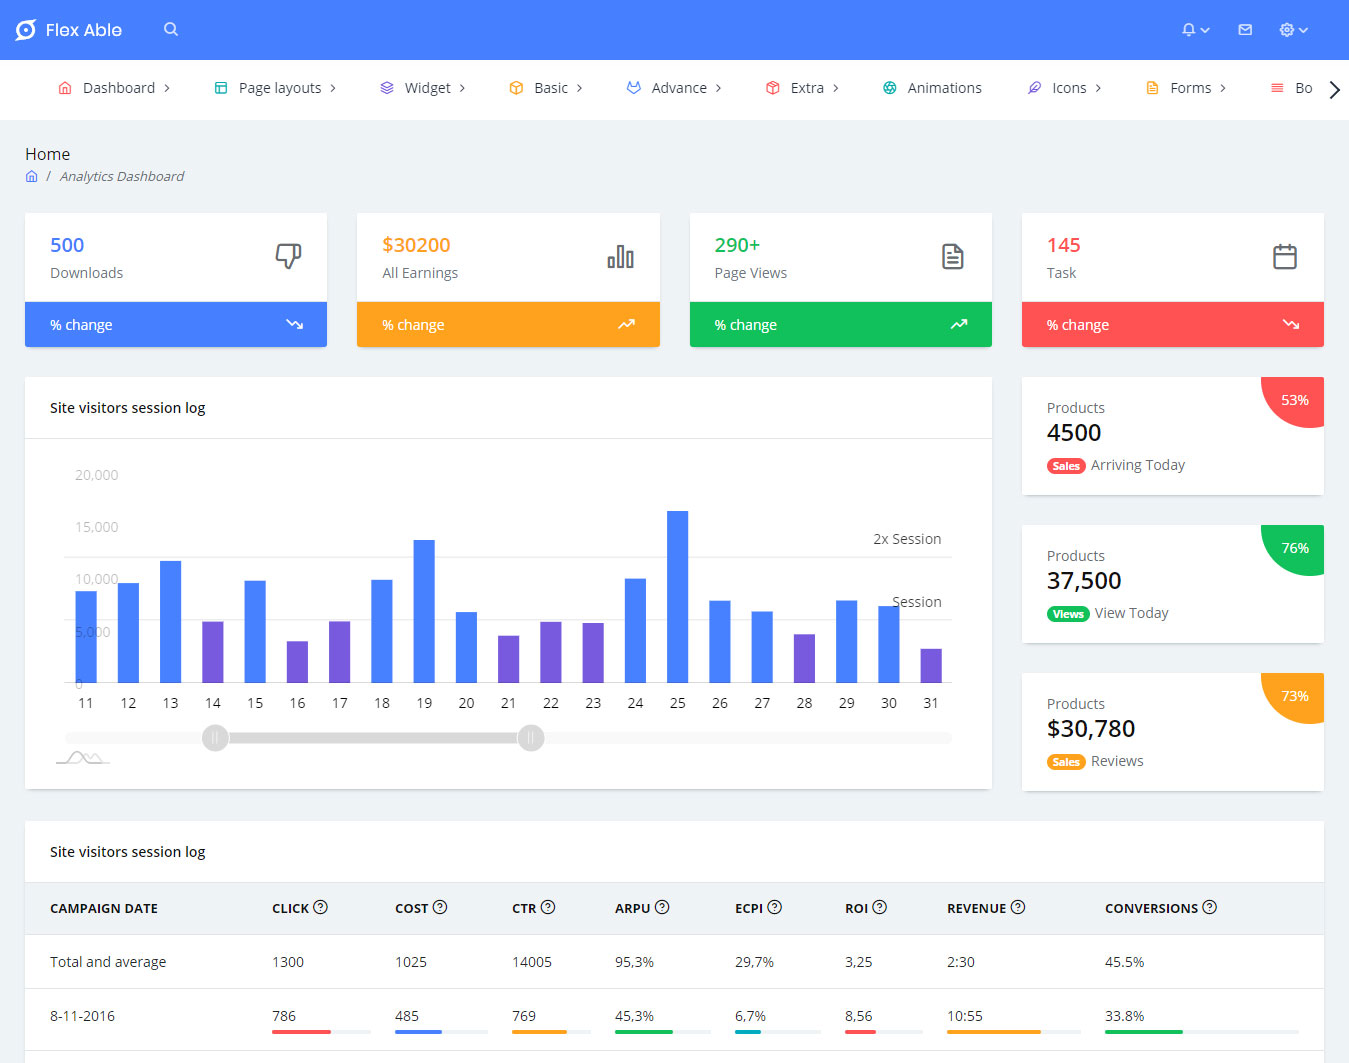 Flex Able
Dashboard Page layouts Widget Basic Advance Extra Animations Icons Forms Bo
Home
/ Analytics Dashboard
500
Downloads
% change
$30200
All Earnings
% change
290+
Page Views
% change
145
Task
% change
Site visitors session log
20,000
15,000
10,000
5,000
0
2x Session
Session
11 12 13 14 15 16 17 18 19 20 21 22 23 24 25 26 27 28 29 30 31
53%
Products
4500
Sales Arriving Today
76%
Products
37,500
Views View Today
73%
Products
$30,780
Sales Reviews
Site visitors session log
CAMPAIGN DATE CLICK COST CTR ARPU ECPI ROI REVENUE CONVERSIONS
Total and average 1300 1025 14005 95,3% 29,7% 3,25 2:30 45.5%
8-11-2016 786 485 769 45,3% 6,7% 8,56 10:55 33.8%